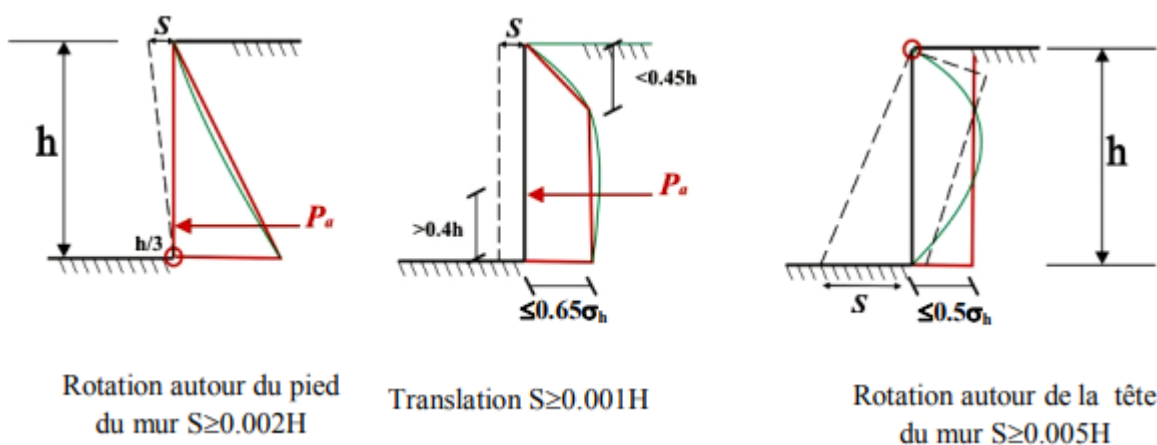 S
h
h/3
Pa
S
<0.45h
>0.4h
Pa
≤0.65σh
h
S
≤0.5σh
Rotation autour du pied
du mur S≥0.002H
Translation S≥0.001H
Rotation autour de la tête
du mur S≥0.005H